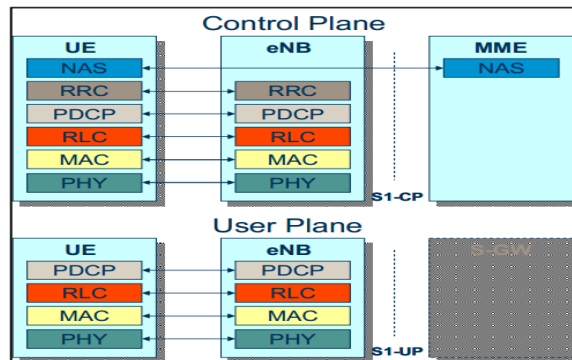 Control Plane
UE eNB MME
NAS NAS
RRC RRC
PDCP PDCP
RLC RLC
MAC MAC
PHY PHY
S1-CP
User Plane
UE eNB S-GW
PDCP PDCP
RLC RLC
MAC MAC
PHY PHY
S1-UP